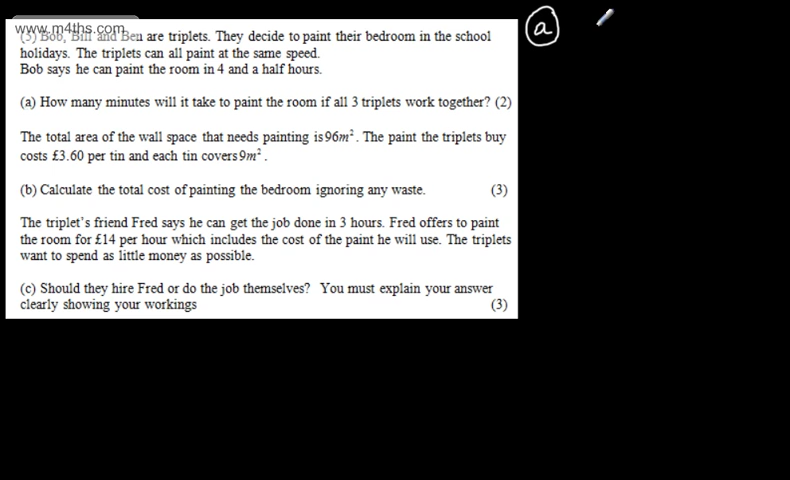 www.m4ths.com
(5) Bob, Bill and Ben are triplets. They decide to paint their bedroom in the school
holidays. The triplets can all paint at the same speed.
Bob says he can paint the room in 4 and a half hours.
(a) How many minutes will it take to paint the room if all 3 triplets work together? (2)
The total area of the wall space that needs painting is 96m². The paint the triplets buy
costs £3.60 per tin and each tin covers 9m².
(b) Calculate the total cost of painting the bedroom ignoring any waste. (3)
The triplet's friend Fred says he can get the job done in 3 hours. Fred offers to paint
the room for £14 per hour which includes the cost of the paint he will use. The triplets
want to spend as little money as possible.
(c) Should they hire Fred or do the job themselves? You must explain your answer
clearly showing your workings (3)
a